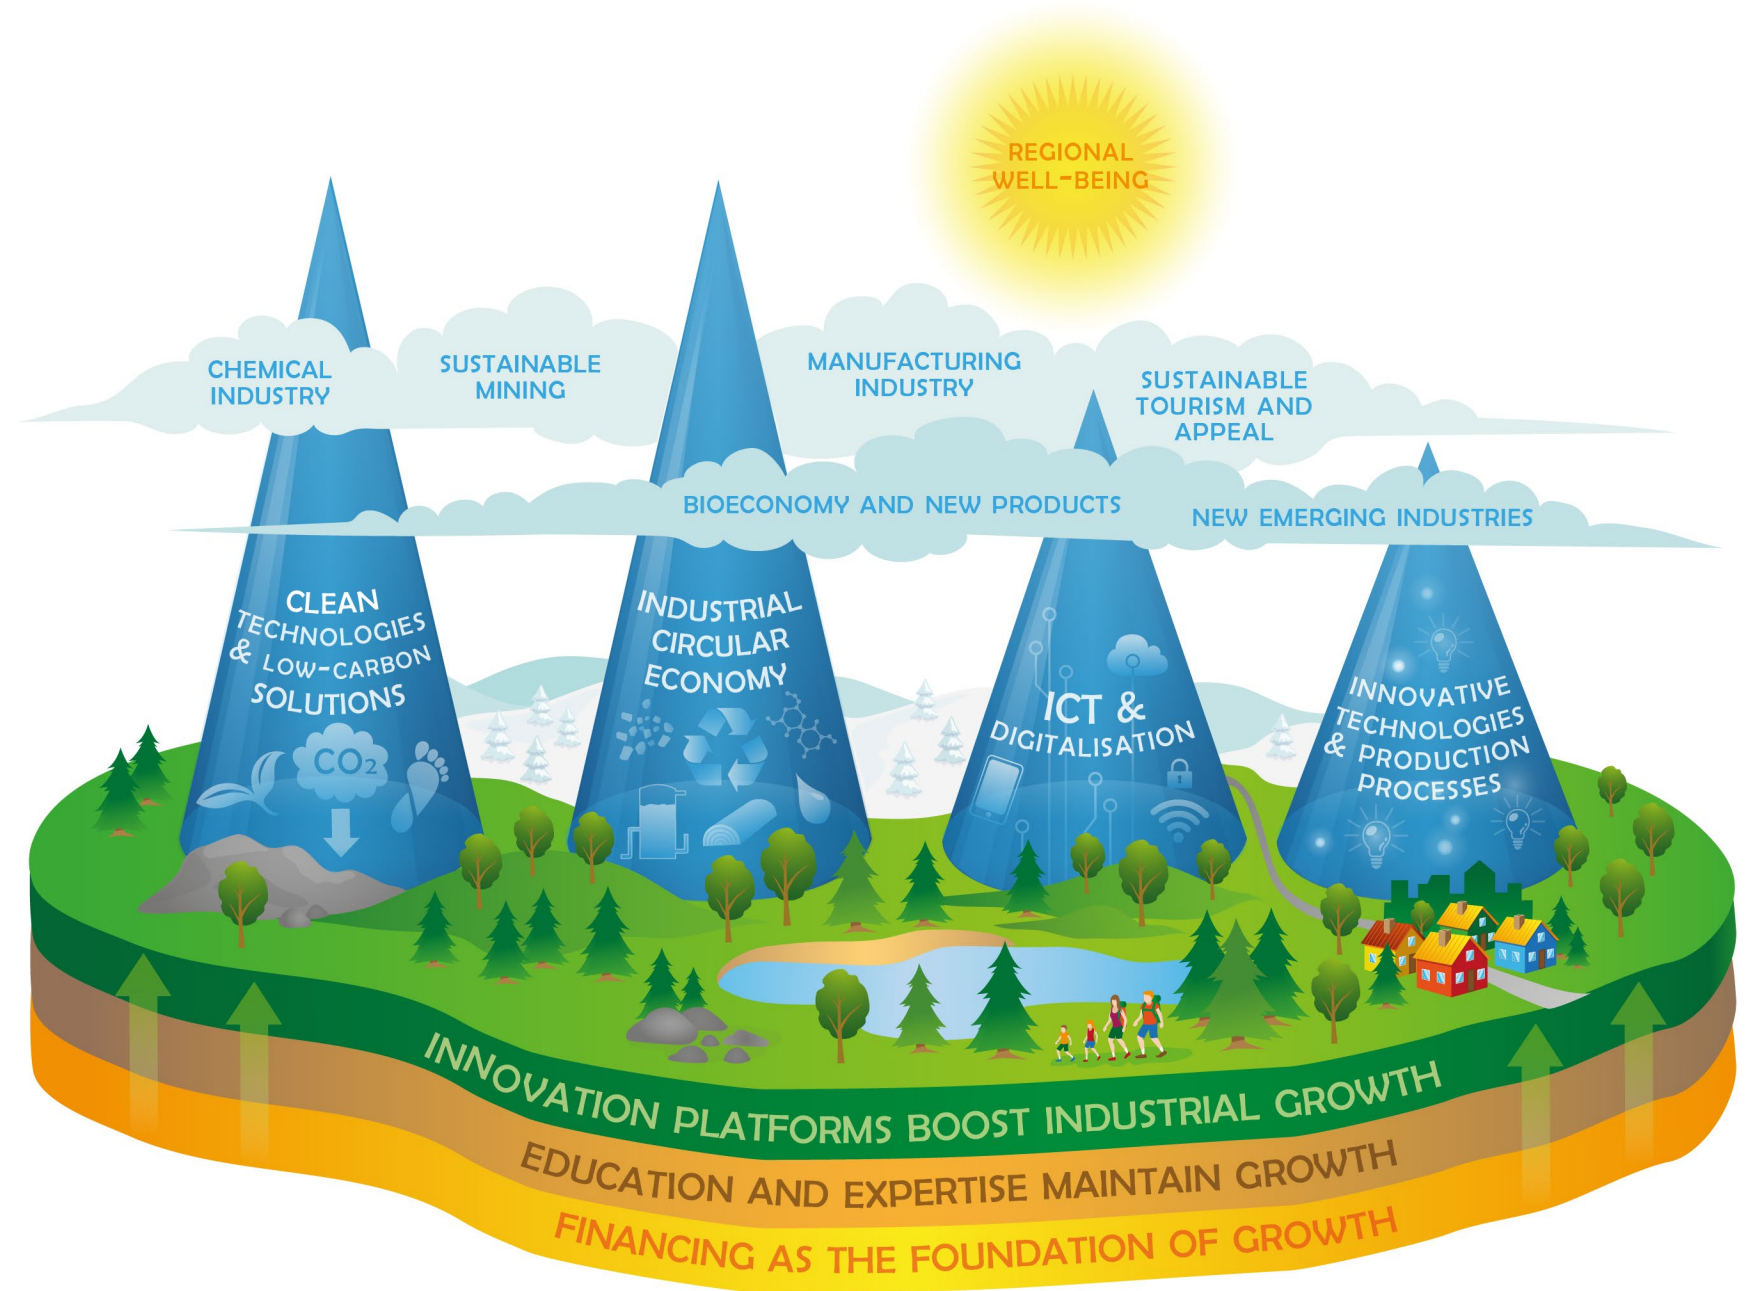 REGIONAL
WELL-BEING
CHEMICAL
INDUSTRY
SUSTAINABLE
MINING
MANUFACTURING
INDUSTRY
SUSTAINABLE
TOURISM AND
APPEAL
BIOECONOMY AND NEW PRODUCTS
NEW EMERGING INDUSTRIES
CLEAN
TECHNOLOGIES
& LOW-CARBON
SOLUTIONS
CO2
INDUSTRIAL
CIRCULAR
ECONOMY
ICT &
DIGITALISATION
INNOVATIVE
TECHNOLOGIES
& PRODUCTION
PROCESSES
INNOVATION PLATFORMS BOOST INDUSTRIAL GROWTH
EDUCATION AND EXPERTISE MAINTAIN GROWTH
FINANCING AS THE FOUNDATION OF GROWTH